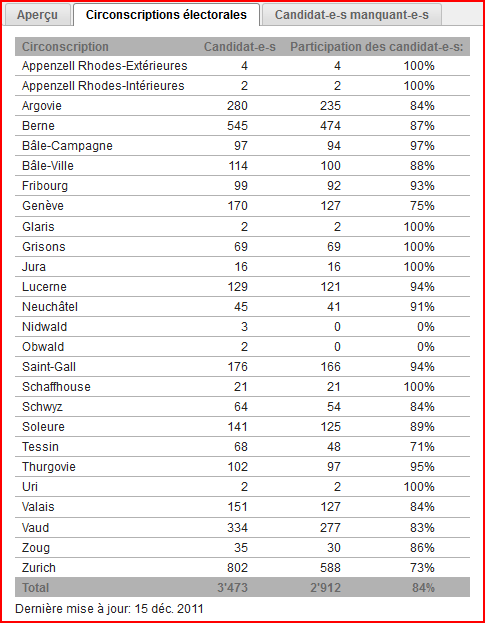 Aperçu Circonscriptions électorales Candidat-e-s manquant-e-s
Circonscription Candidat-e-s Participation des candidat-e-s:
Appenzell Rhodes-Extérieures 4 4 100%
Appenzell Rhodes-Intérieures 2 2 100%
Argovie 280 235 84%
Berne 545 474 87%
Bâle-Campagne 97 94 97%
Bâle-Ville 114 100 88%
Fribourg 99 92 93%
Genève 170 127 75%
Glaris 2 2 100%
Grisons 69 69 100%
Jura 16 16 100%
Lucerne 129 121 94%
Neuchâtel 45 41 91%
Nidwald 3 0 0%
Obwald 2 0 0%
Saint-Gall 176 166 94%
Schaffhouse 21 21 100%
Schwyz 64 54 84%
Soleure 141 125 89%
Tessin 68 48 71%
Thurgovie 102 97 95%
Uri 2 2 100%
Valais 151 127 84%
Vaud 334 277 83%
Zoug 35 30 86%
Zurich 802 588 73%
Total 3'473 2'912 84%
Dernière mise à jour: 15 déc. 2011